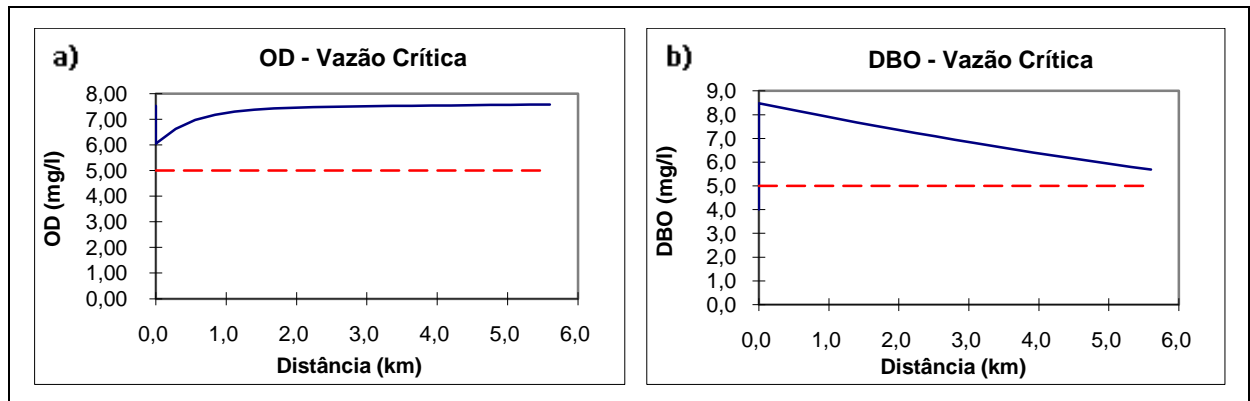 a)
OD - Vazão Crítica
OD (mg/l)
8,00
7,00
6,00
5,00
4,00
3,00
2,00
1,00
0,00
0,0 1,0 2,0 3,0 4,0 5,0 6,0
Distância (km)
b)
DBO - Vazão Crítica
DBO (mg/l)
9,0
8,0
7,0
6,0
5,0
4,0
3,0
2,0
1,0
0,0
0,0 1,0 2,0 3,0 4,0 5,0 6,0
Distância (km)